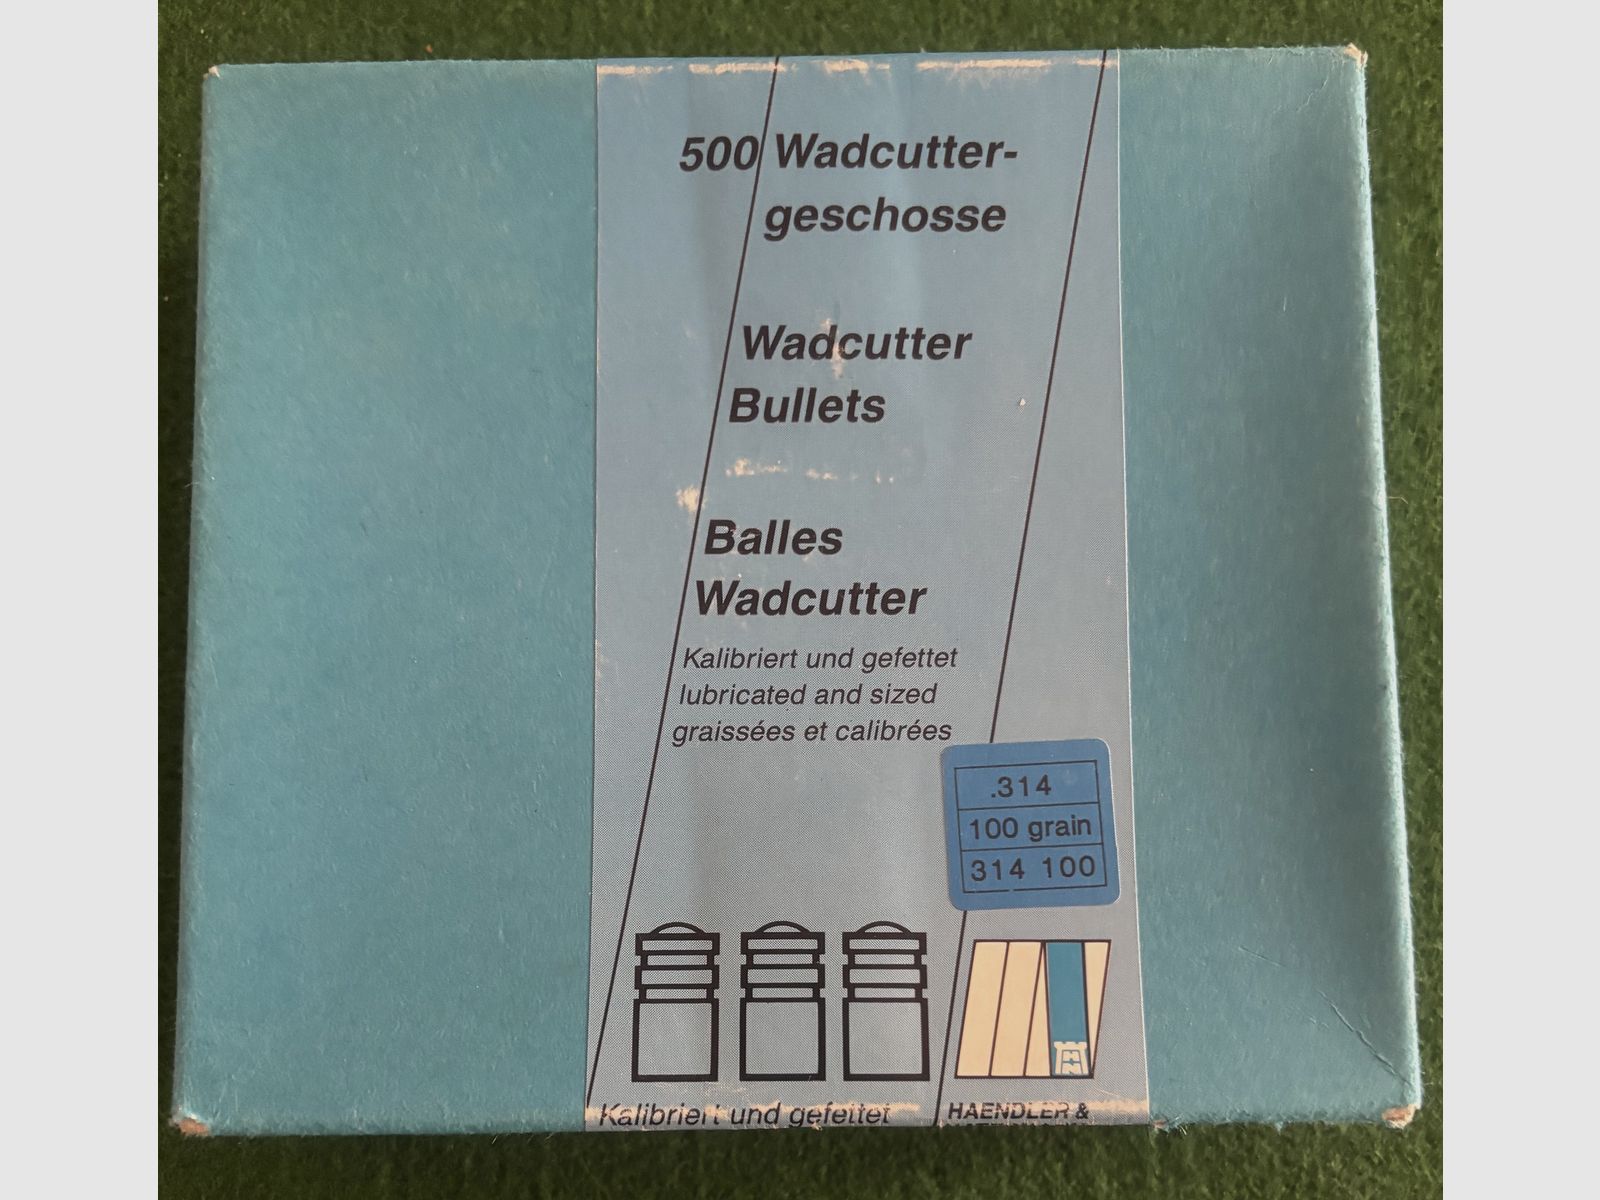 500 Wadcutter-
geschosse
Wadcutter
Bullets
Balles
Wadcutter
Kalibriert und gefettet
lubricated and sized
graissées et calibrées
.314
100 grain
314 100
HN
Kalibriert und gefettet
HAENDLER &